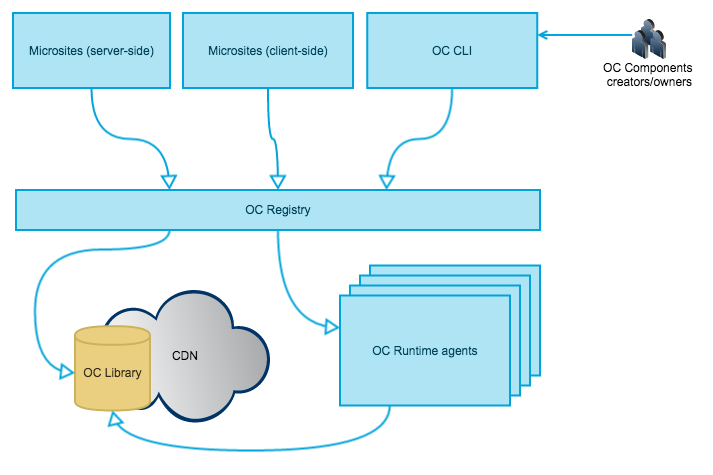 Microsites (server-side)
Microsites (client-side)
OC CLI
OC Components
creators/owners
OC Registry
CDN
OC Library
OC Runtime agents